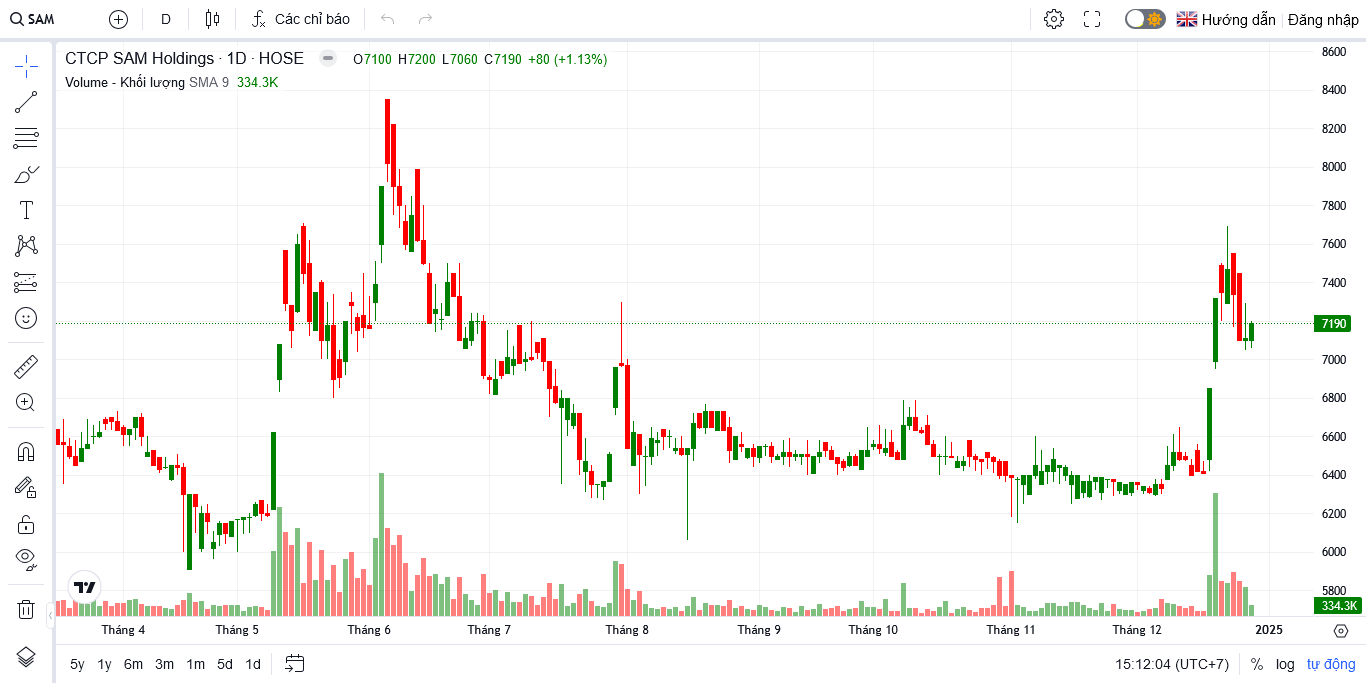 SAM D Các chỉ báo Hướng dẫn Đăng nhập
CTCP SAM Holdings · 1D · HOSE O7100 H7200 L7060 C7190 +80 (+1.13%)
Volume - Khối lượng SMA 9 334.3K
8600
8400
8200
8000
7800
7600
7400
7190
7000
6800
6600
6400
6200
6000
5800
334.3K
Tháng 4 Tháng 5 Tháng 6 Tháng 7 Tháng 8 Tháng 9 Tháng 10 Tháng 11 Tháng 12 2025
5y 1y 6m 3m 1m 5d 1d 15:12:04 (UTC+7) % log tự động